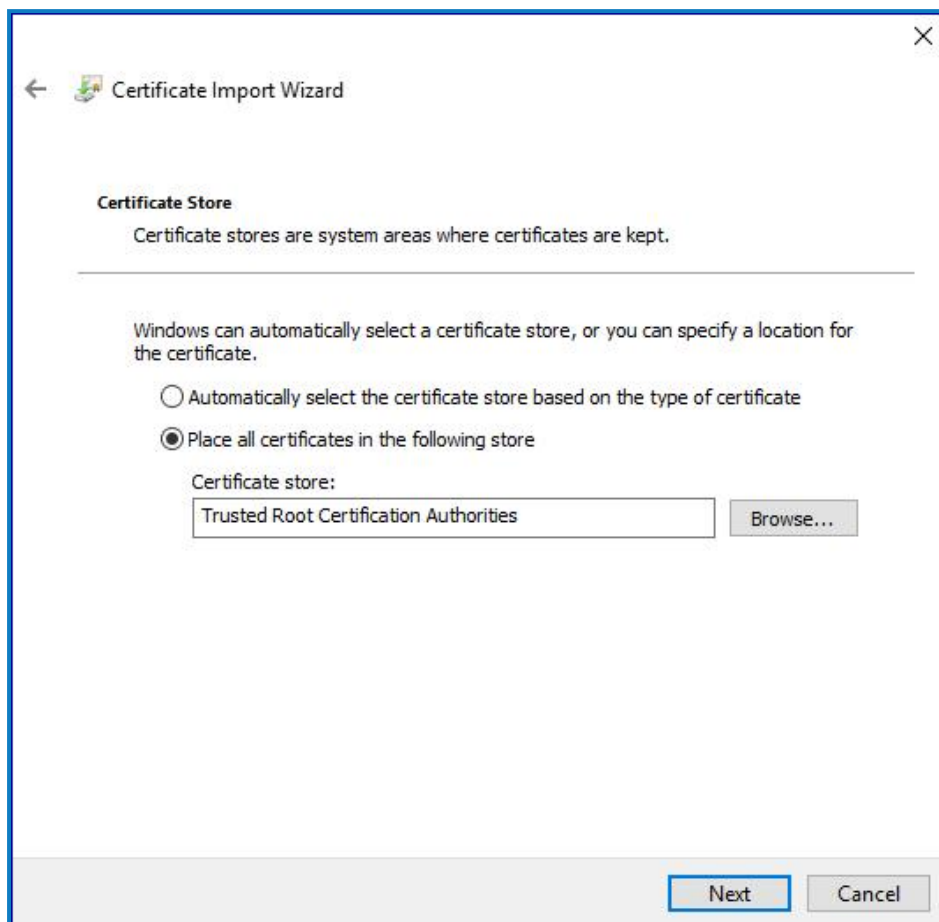 Certificate Import Wizard
Certificate Store
Certificate stores are system areas where certificates are kept.
Windows can automatically select a certificate store, or you can specify a location for
the certificate.
Automatically select the certificate store based on the type of certificate
Place all certificates in the following store
Certificate store:
Trusted Root Certification Authorities
Browse...
Next
Cancel